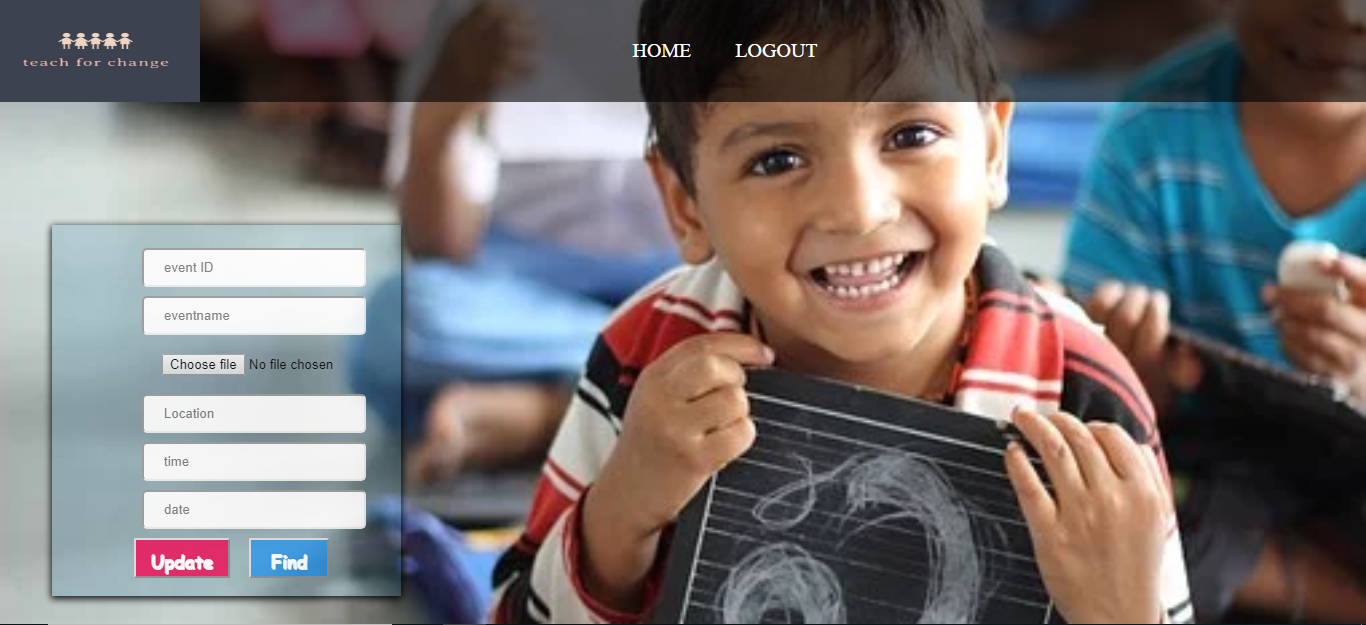 teach for change
HOME LOGOUT
event ID
eventname
Choose file No file chosen
Location
time
date
Update Find